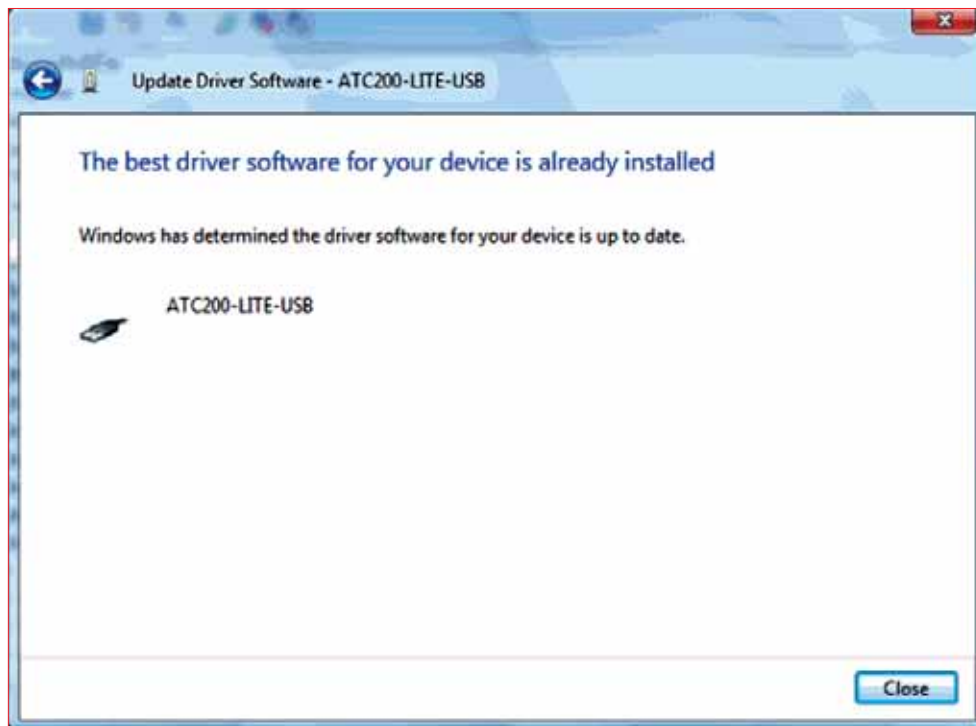 Update Driver Software - ATC200-LITE-USB
The best driver software for your device is already installed
Windows has determined the driver software for your device is up to date.
ATC200-LITE-USB
Close